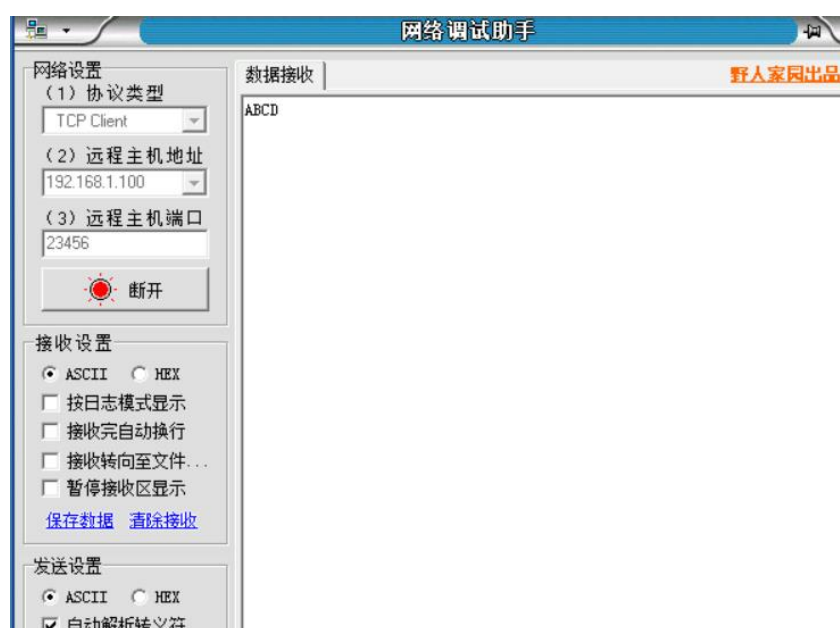 网络调试助手
网络设置
(1) 协议类型
TCP Client
(2) 远程主机地址
192.168.1.100
(3) 远程主机端口
23456
断开
接收设置
ASCII HEX
按日志模式显示
接收完自动换行
接收转向至文件...
暂停接收区显示
保存数据 清除接收
发送设置
ASCII HEX
自动解析转义符
数据接收
野人家园出品
ABCD